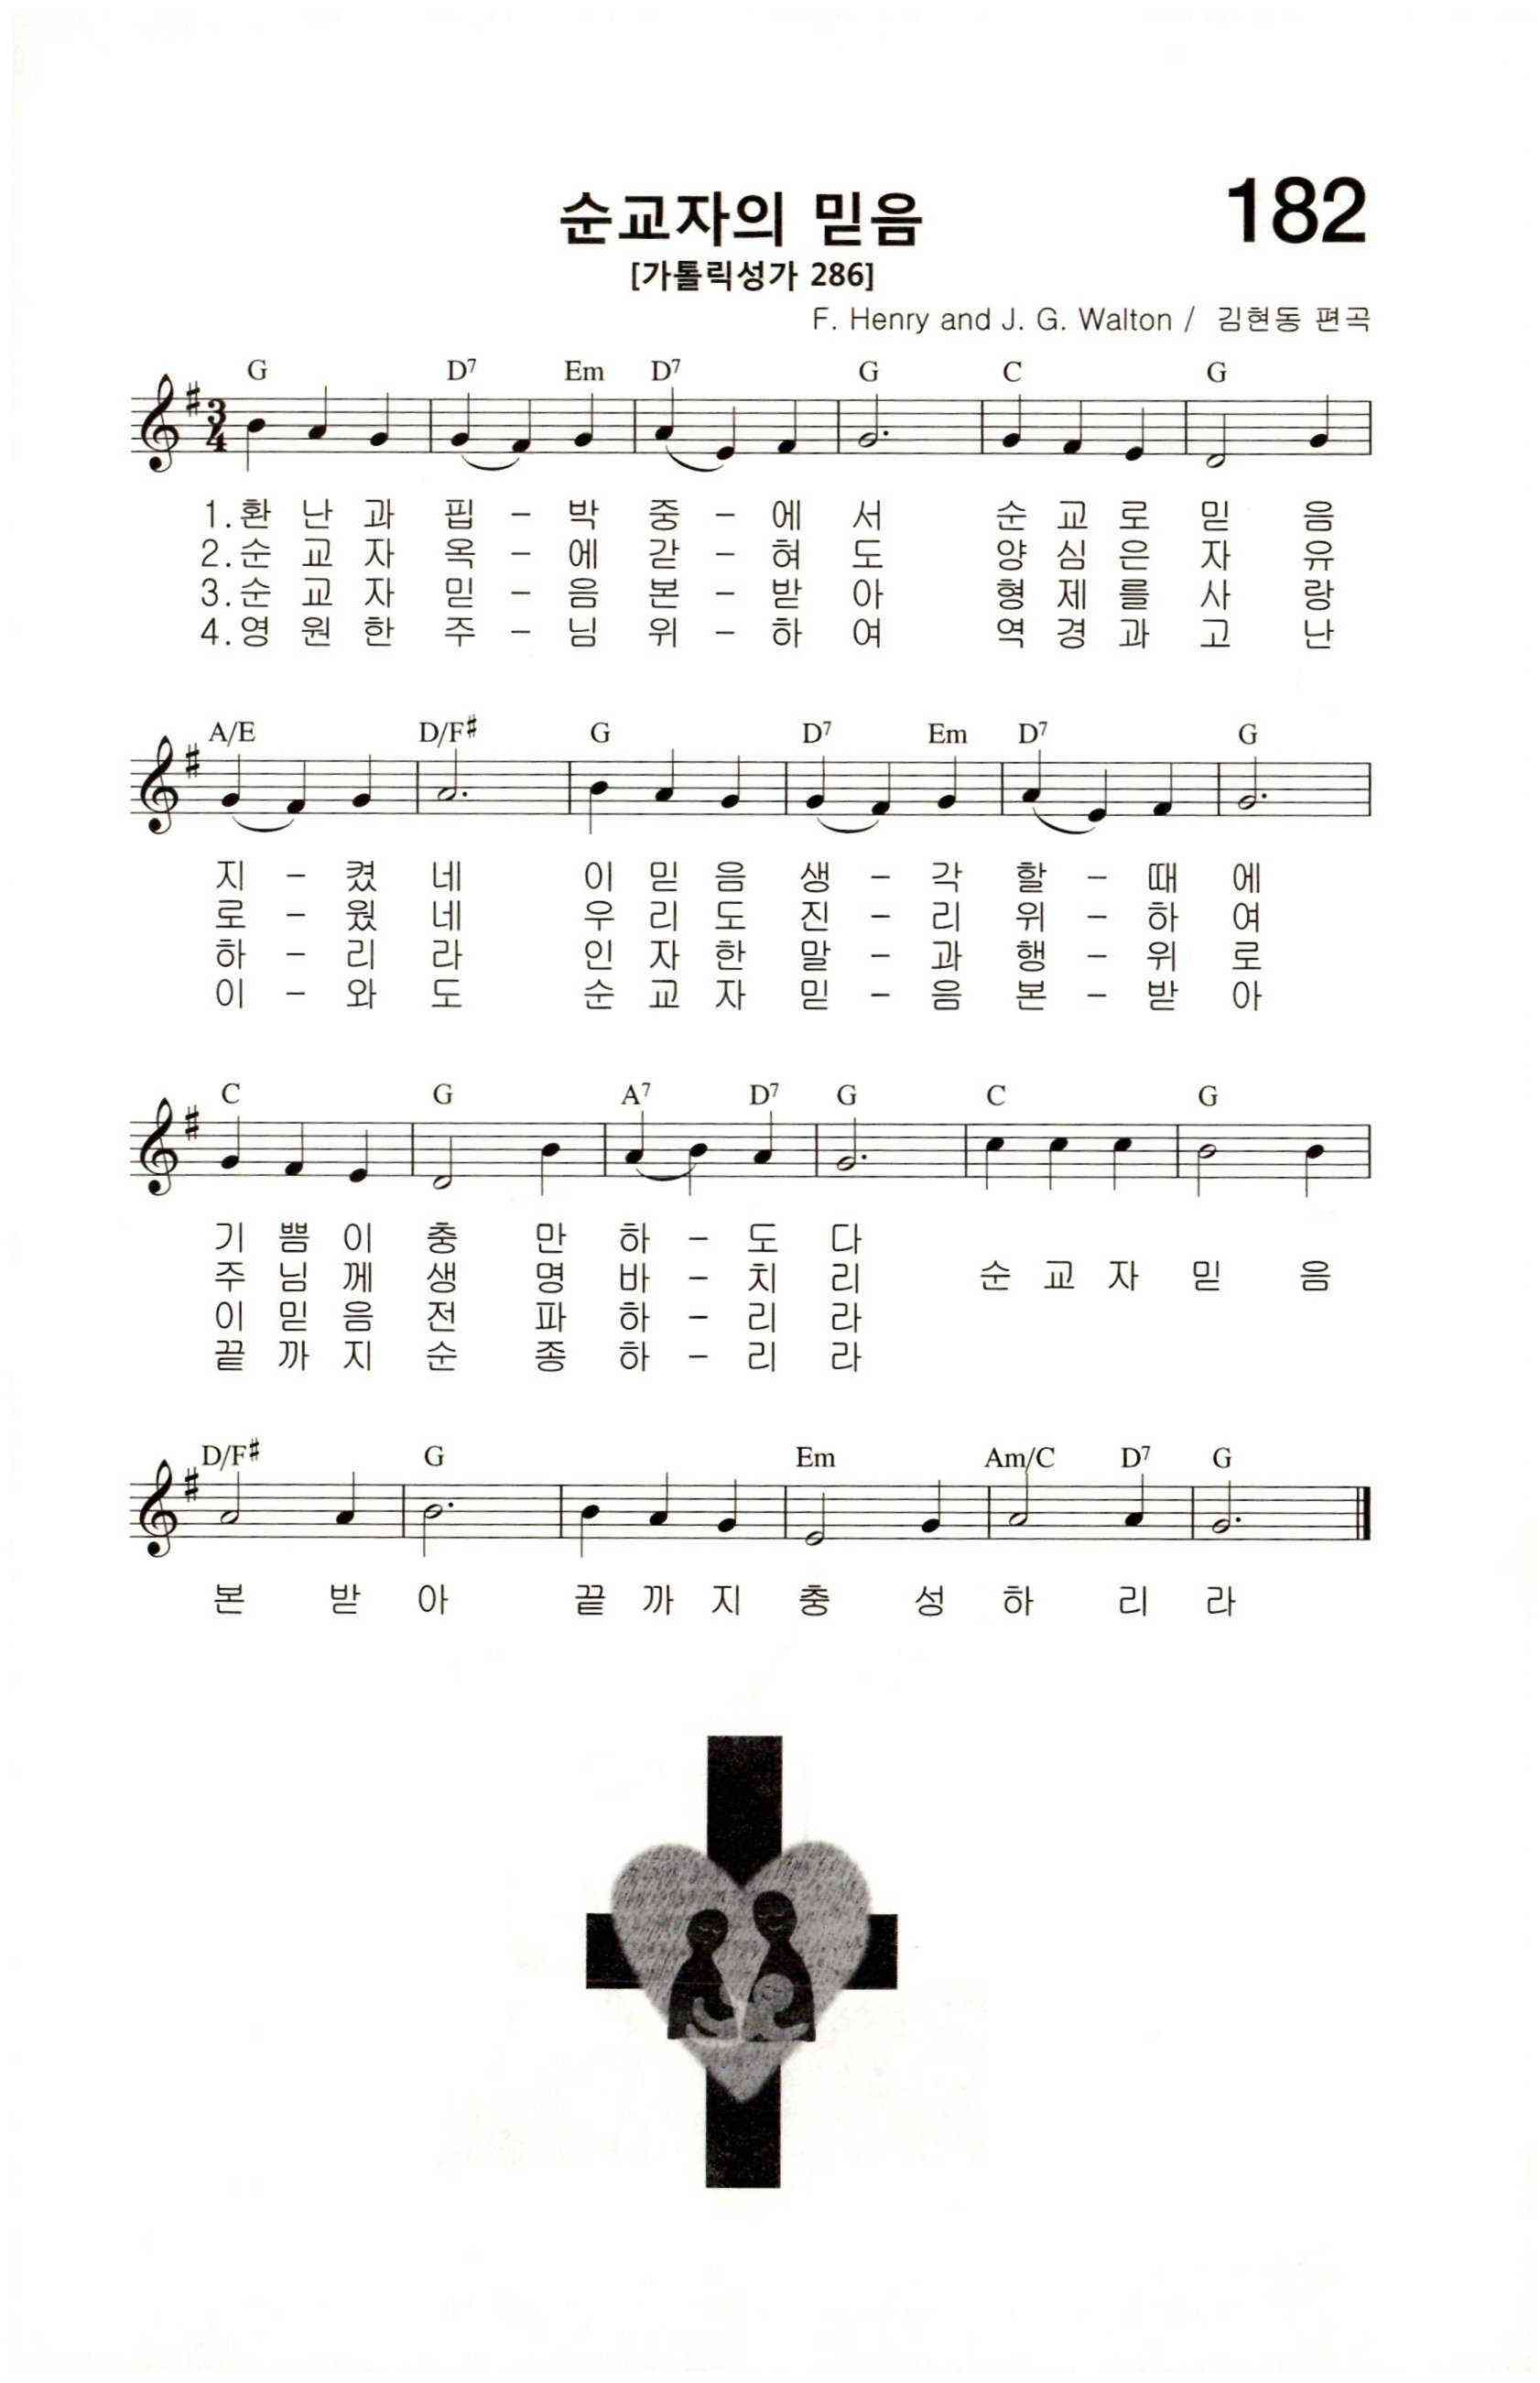 순교자의 믿음
182
[가톨릭성가 286]
F. Henry and J. G. Walton / 김현동 편곡
G D7 Em D7 G C G
3 4
1.환 난 과 핍 - 박 중 - 에 서 순 교 로 믿 음
2.순 교 자 옥 - 에 갇 - 혀 도 양 심 은 자 유
3.순 교 자 믿 - 음 본 - 받 아 형 제 를 사 랑
4.영 원 한 주 - 님 위 - 하 여 역 경 과 고 난
A/E D/F♯ G D7 Em D7 G
지 - 켰 네 이 믿 음 생 - 각 할 - 때 에
로 - 웠 네 우 리 도 진 - 리 위 - 하 여
하 - 리 라 인 자 한 말 - 과 행 - 위 로
이 - 와 도 순 교 자 믿 - 음 본 - 받 아
C G A7 D7 G C G
기 쁨 이 충 만 하 - 도 다
주 님 께 생 명 바 - 치 리 순 교 자 믿 음
이 믿 음 전 파 하 - 리 라
끝 까 지 순 종 하 - 리 라
D/F♯ G Em Am/C D7 G
본 받 아 끝 까 지 충 성 하 리 라